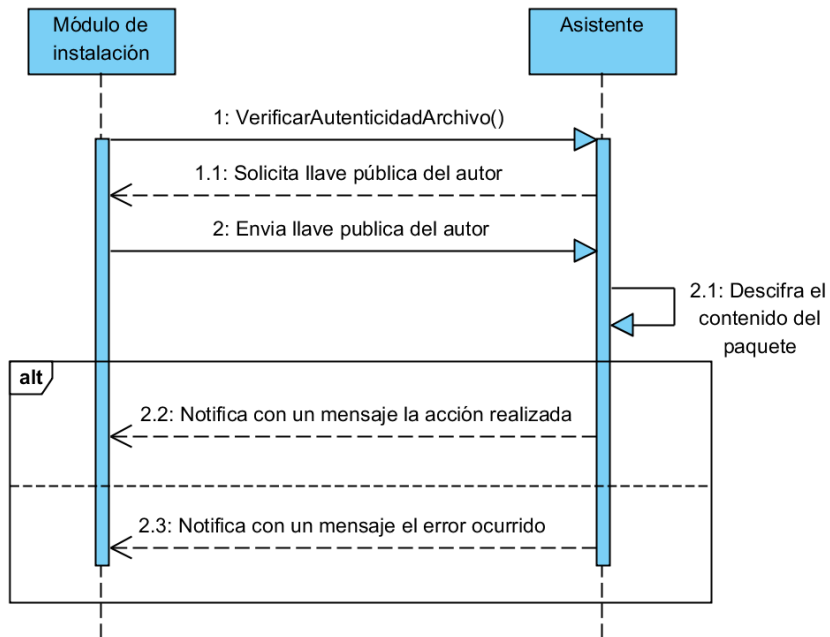 Módulo de
instalación
Asistente
1: VerificarAutenticidadArchivo()
1.1: Solicita llave pública del autor
2: Envia llave publica del autor
2.1: Descifra el
contenido del
paquete
alt
2.2: Notifica con un mensaje la acción realizada
2.3: Notifica con un mensaje el error ocurrido